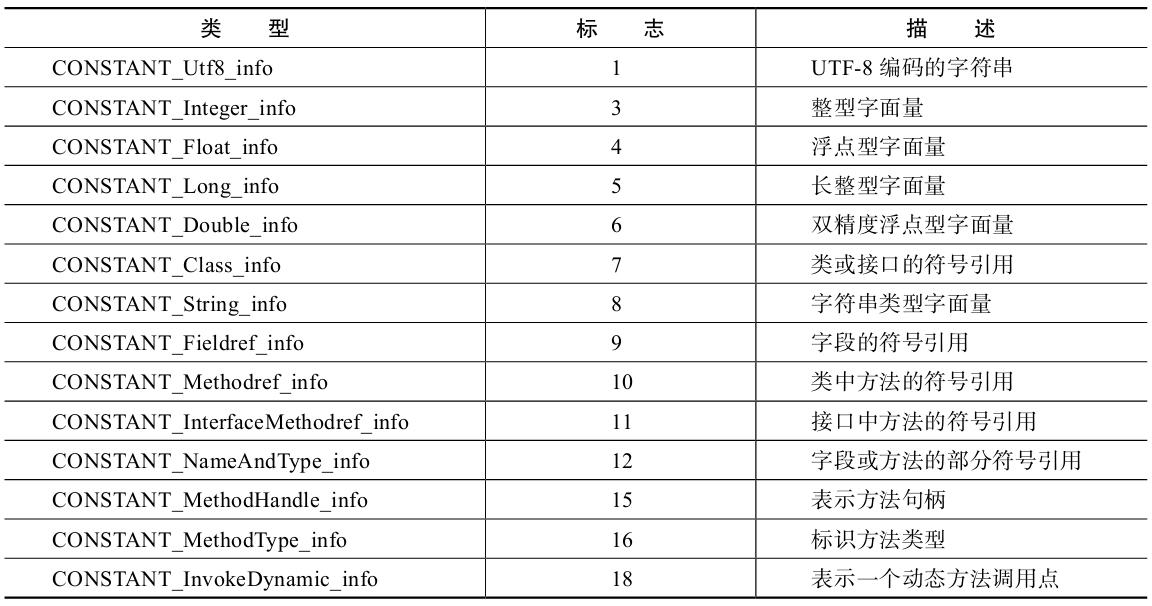 类 型 标 志 描 述
CONSTANT_Utf8_info 1 UTF-8 编码的字符串
CONSTANT_Integer_info 3 整型字面量
CONSTANT_Float_info 4 浮点型字面量
CONSTANT_Long_info 5 长整型字面量
CONSTANT_Double_info 6 双精度浮点型字面量
CONSTANT_Class_info 7 类或接口的符号引用
CONSTANT_String_info 8 字符串类型字面量
CONSTANT_Fieldref_info 9 字段的符号引用
CONSTANT_Methodref_info 10 类中方法的符号引用
CONSTANT_InterfaceMethodref_info 11 接口中方法的符号引用
CONSTANT_NameAndType_info 12 字段或方法的部分符号引用
CONSTANT_MethodHandle_info 15 表示方法句柄
CONSTANT_MethodType_info 16 标识方法类型
CONSTANT_InvokeDynamic_info 18 表示一个动态方法调用点